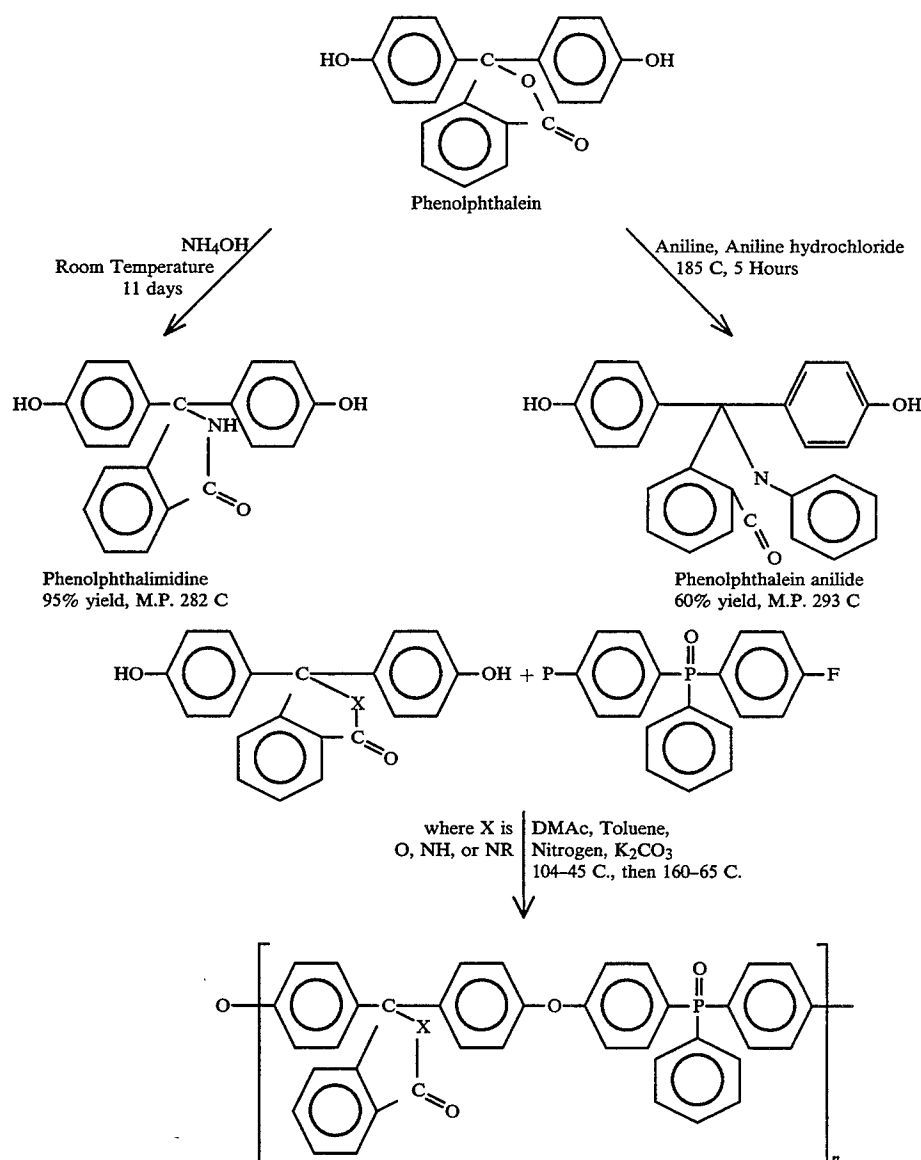 HO C OH
O
C
O
Phenolphthalein
NH4OH
Room Temperature
11 days
Aniline, Aniline hydrochloride
185 C, 5 Hours
HO C OH
NH
C
O
HO OH
N
C
O
Phenolphthalimidine
95% yield, M.P. 282 C
Phenolphthalein anilide
60% yield, M.P. 293 C
O
HO C OH + P P F
X
C
O
where X is
O, NH, or NR
DMAc, Toluene,
Nitrogen, K2CO3
104–45 C., then 160–65 C.
O
O C O P
X
C
O
n